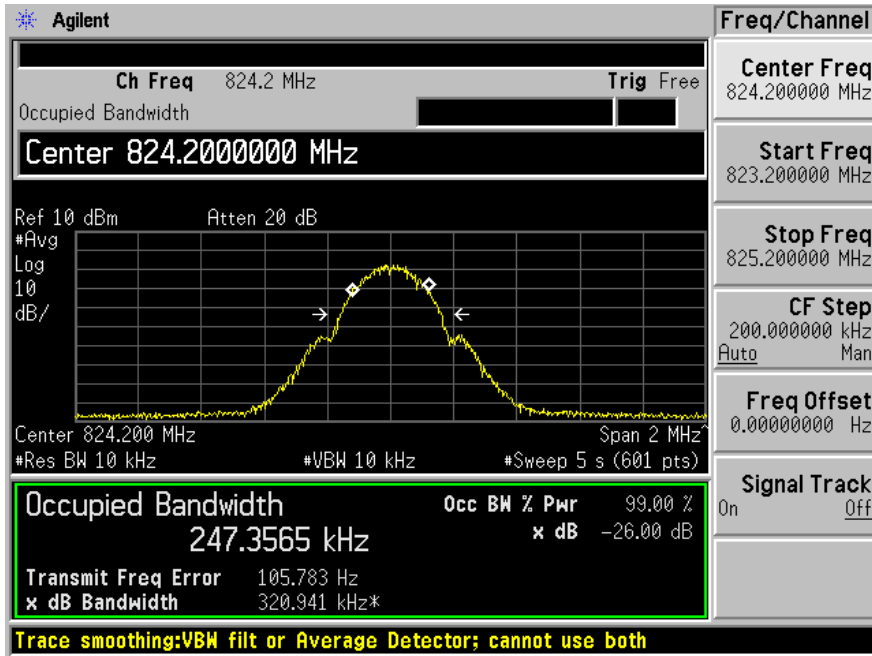 Agilent
Freq/Channel
Ch Freq 824.2 MHz Trig Free
Occupied Bandwidth
Center 824.2000000 MHz
Ref 10 dBm Atten 20 dB
#Avg
Log
10
dB/
Center 824.200 MHz Span 2 MHz^
#Res BW 10 kHz #VBW 10 kHz #Sweep 5 s (601 pts)
Occupied Bandwidth Occ BW % Pwr 99.00 %
247.3565 kHz x dB -26.00 dB
Transmit Freq Error 105.783 Hz
x dB Bandwidth 320.941 kHz*
Trace smoothing:VBW filt or Average Detector; cannot use both
Center Freq
824.200000 MHz
Start Freq
823.200000 MHz
Stop Freq
825.200000 MHz
CF Step
200.000000 kHz
Auto Man
Freq Offset
0.00000000 Hz
Signal Track
On Off